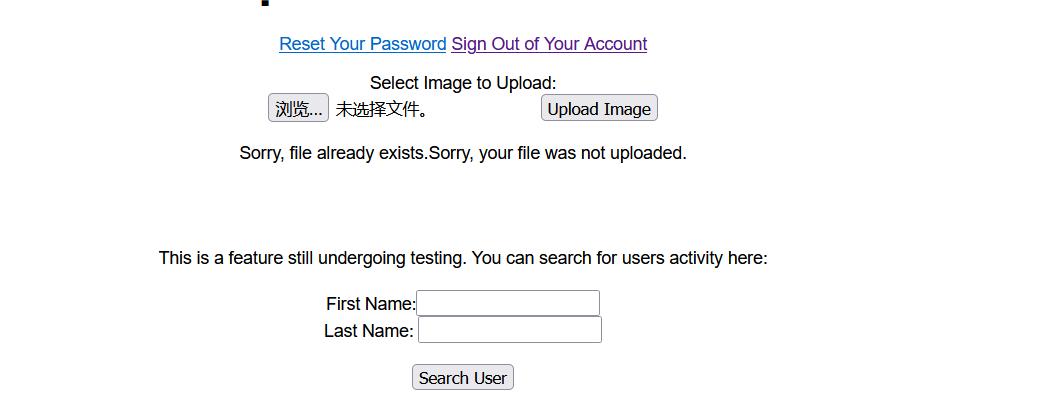 Reset Your Password Sign Out of Your Account
Select Image to Upload:
浏览... 未选择文件。 Upload Image
Sorry, file already exists.Sorry, your file was not uploaded.
This is a feature still undergoing testing. You can search for users activity here:
First Name:
Last Name:
Search User